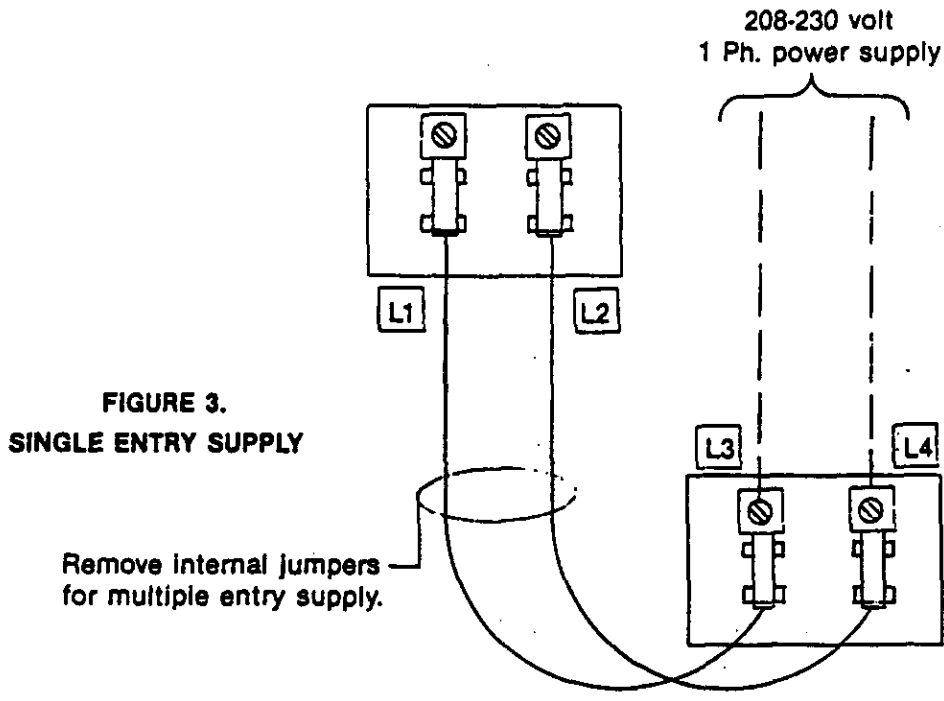 208-230 volt
1 Ph. power supply
L1
L2
FIGURE 3.
SINGLE ENTRY SUPPLY
L3
L4
Remove internal jumpers
for multiple entry supply.